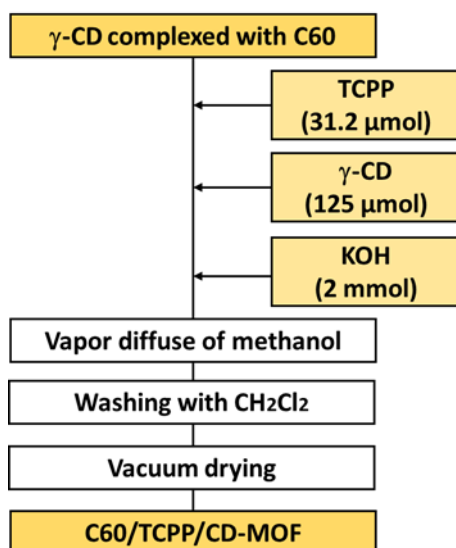 γ-CD complexed with C60
TCPP
(31.2 μmol)
γ-CD
(125 μmol)
KOH
(2 mmol)
Vapor diffuse of methanol
Washing with CH2Cl2
Vacuum drying
C60/TCPP/CD-MOF